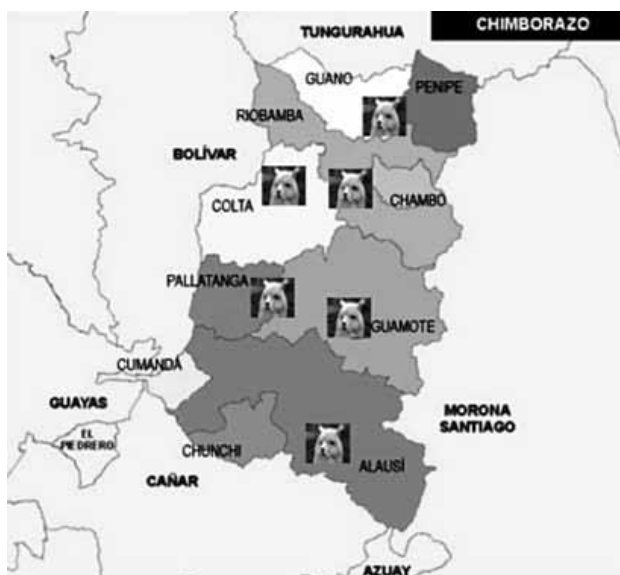 CHIMBORAZO
TUNGURAHUA
GUANO
PENIPE
RIOBAMBA
BOLÍVAR
COLTA
CHAMBO
PALLATANGA
GUAMOTE
CUMANDÁ
GUAYAS
MORONA
SANTIAGO
EL
PIEDRERO
CHUNCHI
ALAUSÍ
CAÑAR
AZUAY